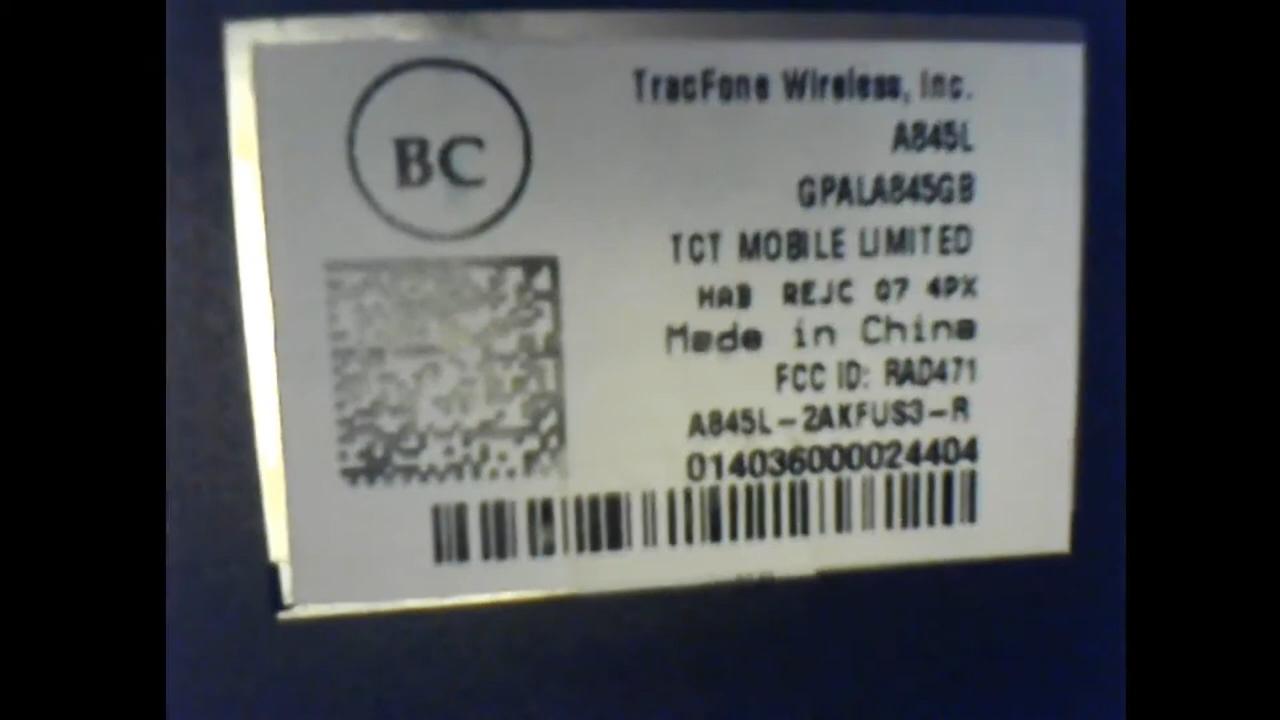 BC
TracFone Wireless, Inc.
A845L
GPALA845GB
TCT MOBILE LIMITED
HAB REJC 07 4PX
Made in China
FCC ID: RAD471
A845L-2AKFUS3-R
014036000024404